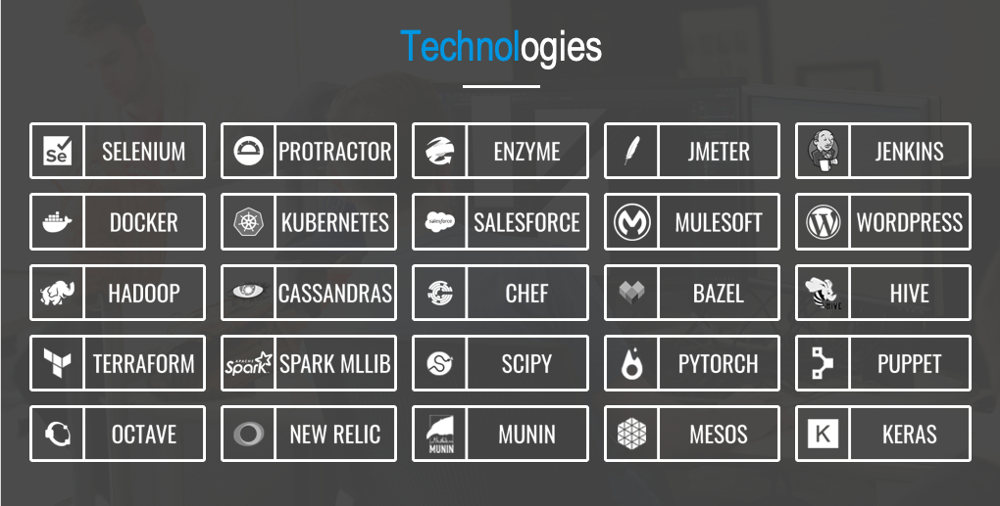 Technologies
Se SELENIUM PROTRACTOR ENZYME JMETER JENKINS
DOCKER KUBERNETES salesforce SALESFORCE MULESOFT WORDPRESS
HADOOP CASSANDRAS CHEF BAZEL HIVE HIVE
TERRAFORM APACHE Spark SPARK MLLIB SCIPY PYTORCH PUPPET
OCTAVE NEW RELIC MUNIN MUNIN MESOS K KERAS